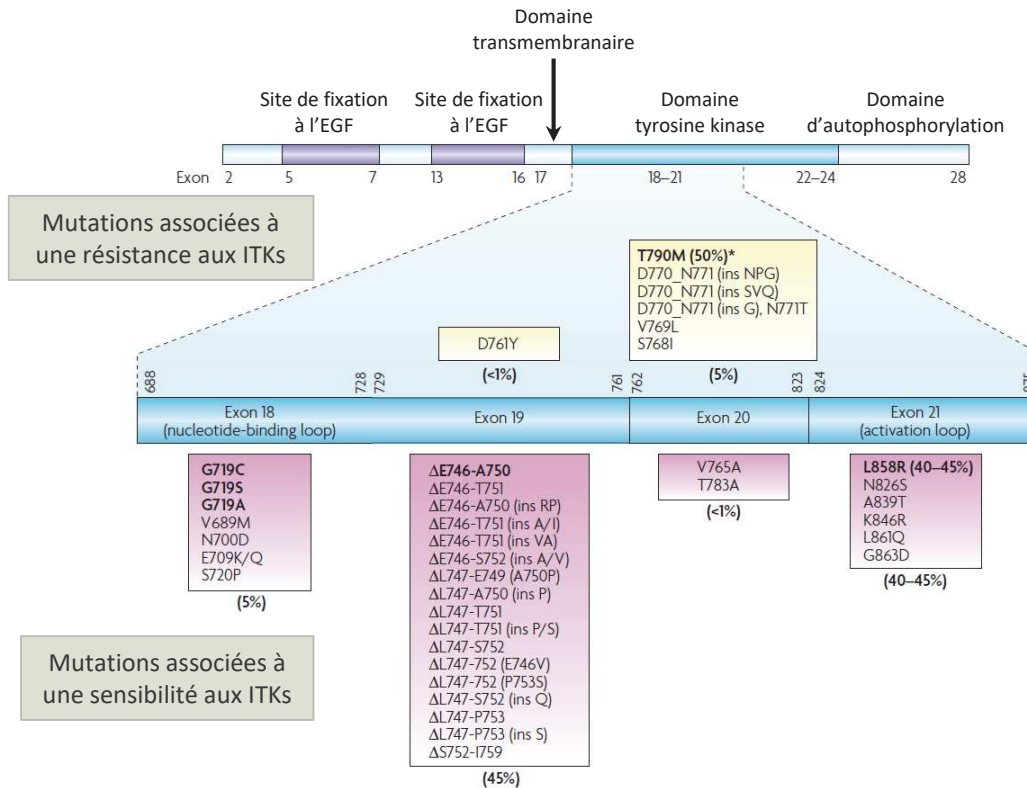 Domaine
transmembranaire
Site de fixation
à l’EGF
Site de fixation
à l’EGF
Domaine
tyrosine kinase
Domaine
d’autophosphorylation
Exon 2 5 7 13 16 17 18–21 22–24 28
Mutations associées à
une résistance aux ITKs
T790M (50%)*
D770_N771 (ins NPG)
D770_N771 (ins SVQ)
D770_N771 (ins G), N771T
V769L
S768I
(5%)
D761Y
(<1%)
688 728 729 761 762 823 824 875
Exon 18
(nucleotide-binding loop)
Exon 19
Exon 20
Exon 21
(activation loop)
G719C
G719S
G719A
V689M
N700D
E709K/Q
S720P
(5%)
ΔE746-A750
ΔE746-T751
ΔE746-A750 (ins RP)
ΔE746-T751 (ins A/I)
ΔE746-T751 (ins VA)
ΔE746-S752 (ins A/V)
ΔL747-E749 (A750P)
ΔL747-A750 (ins P)
ΔL747-T751
ΔL747-T751 (ins P/S)
ΔL747-S752
ΔL747-752 (E746V)
ΔL747-752 (P753S)
ΔL747-S752 (ins Q)
ΔL747-P753
ΔL747-P753 (ins S)
ΔS752-I759
(45%)
V765A
T783A
(<1%)
L858R (40–45%)
N826S
A839T
K846R
L861Q
G863D
(40–45%)
Mutations associées à
une sensibilité aux ITKs